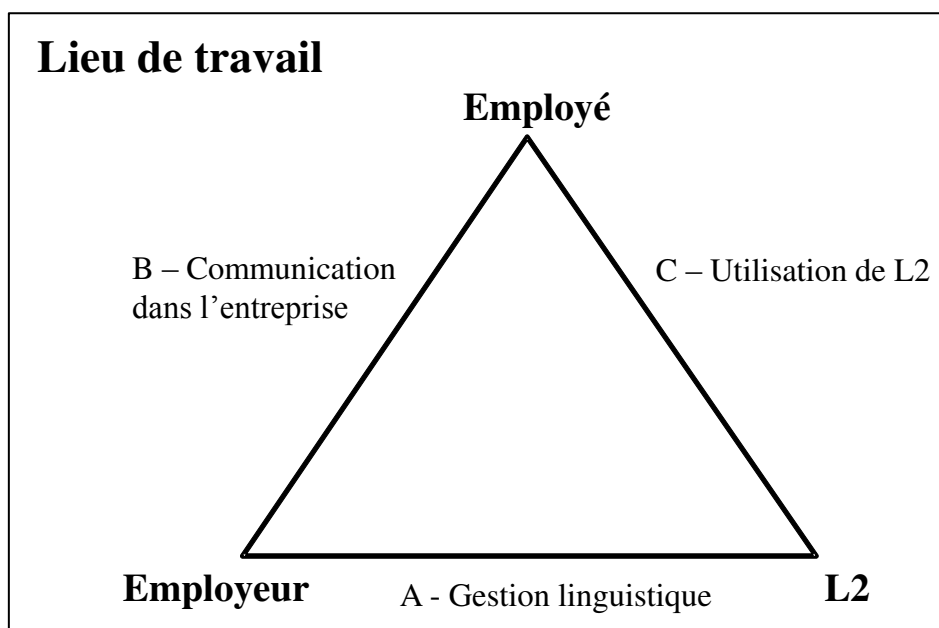 Lieu de travail
Employé
B – Communication
dans l’entreprise
C – Utilisation de L2
Employeur
A - Gestion linguistique
L2